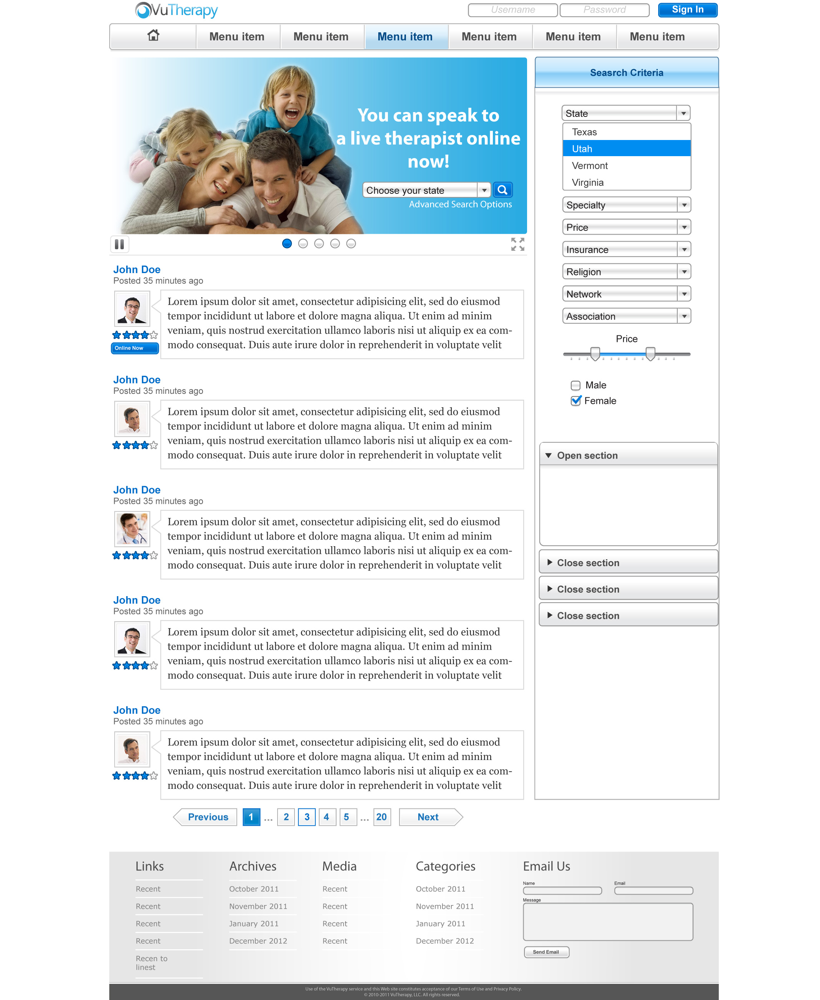 VuTherapy
Username
Password
Sign In
Menu item
Menu item
Menu item
Menu item
Menu item
Menu item
You can speak to
a live therapist online
now!
Choose your state
Advanced Search Options
Seasrch Criteria
State
Texas
Utah
Vermont
Virginia
Specialty
Price
Insurance
Religion
Network
Association
Price
Male
Female
Open section
Close section
Close section
Close section
John Doe
Posted 35 minutes ago
Lorem ipsum dolor sit amet, consectetur adipisicing elit, sed do eiusmod
tempor incididunt ut labore et dolore magna aliqua. Ut enim ad minim
veniam, quis nostrud exercitation ullamco laboris nisi ut aliquip ex ea com-
modo consequat. Duis aute irure dolor in reprehenderit in voluptate velit
Online Now
John Doe
Posted 35 minutes ago
Lorem ipsum dolor sit amet, consectetur adipisicing elit, sed do eiusmod
tempor incididunt ut labore et dolore magna aliqua. Ut enim ad minim
veniam, quis nostrud exercitation ullamco laboris nisi ut aliquip ex ea com-
modo consequat. Duis aute irure dolor in reprehenderit in voluptate velit
John Doe
Posted 35 minutes ago
Lorem ipsum dolor sit amet, consectetur adipisicing elit, sed do eiusmod
tempor incididunt ut labore et dolore magna aliqua. Ut enim ad minim
veniam, quis nostrud exercitation ullamco laboris nisi ut aliquip ex ea com-
modo consequat. Duis aute irure dolor in reprehenderit in voluptate velit
John Doe
Posted 35 minutes ago
Lorem ipsum dolor sit amet, consectetur adipisicing elit, sed do eiusmod
tempor incididunt ut labore et dolore magna aliqua. Ut enim ad minim
veniam, quis nostrud exercitation ullamco laboris nisi ut aliquip ex ea com-
modo consequat. Duis aute irure dolor in reprehenderit in voluptate velit
John Doe
Posted 35 minutes ago
Lorem ipsum dolor sit amet, consectetur adipisicing elit, sed do eiusmod
tempor incididunt ut labore et dolore magna aliqua. Ut enim ad minim
veniam, quis nostrud exercitation ullamco laboris nisi ut aliquip ex ea com-
modo consequat. Duis aute irure dolor in reprehenderit in voluptate velit
Previous 1 ... 2 3 4 5 ... 20 Next
Links
Recent
Recent
Recent
Recent
Recen to
linest
Archives
October 2011
November 2011
January 2011
December 2012
Media
Recent
Recent
Recent
Recent
Categories
October 2011
November 2011
January 2011
December 2012
Email Us
Name
Email
Message
Send Email
Use of the VuTherapy service and this Web site constitutes acceptance of our Terms of Use and Privacy Policy.
© 2010-2011 VuTherapy, LLC. All rights reserved.